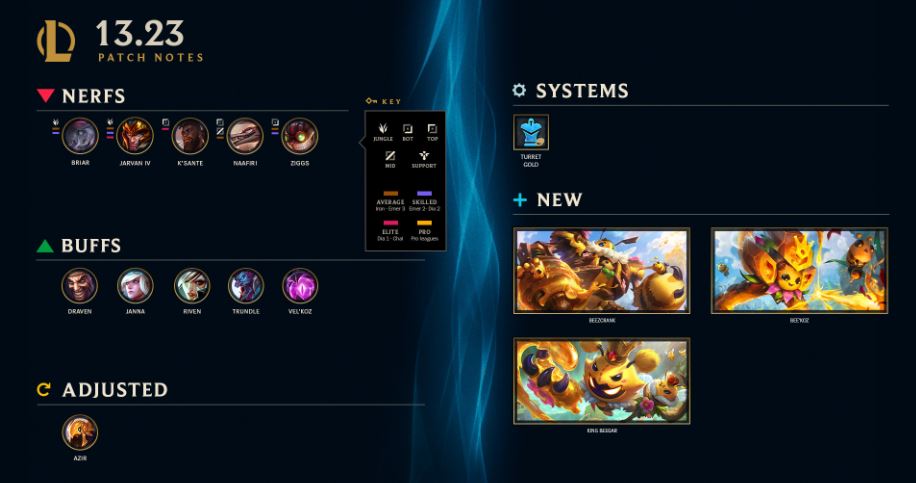 13.23
PATCH NOTES
NERFS
BRIAR
JARVAN IV
K'SANTE
NAAFIRI
ZIGGS
KEY
JUNGLE
BOT
TOP
MID
SUPPORT
AVERAGE
Iron - Emer 3
SKILLED
Emer 2- Dia 2
ELITE
Dia 1 - Chal
PRO
Pro leagues
BUFFS
DRAVEN
JANNA
RIVEN
TRUNDLE
VEL'KOZ
ADJUSTED
AZIR
SYSTEMS
TURRET
GOLD
NEW
BEEZCRANK
BEE'KOZ
KING BEEGAR